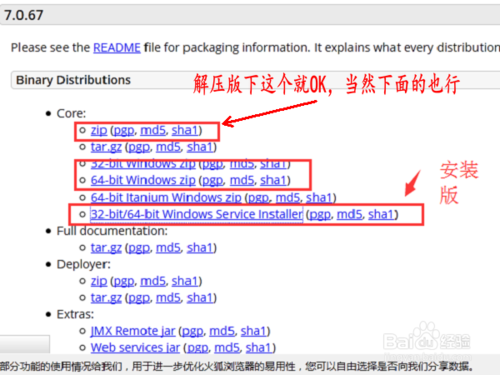 7.0.67
Please see the README file for packaging information. It explains what every distribution
Binary Distributions
解压版下这个就OK，当然下面的也行
Core:
zip (pgp, md5, sha1)
tar.gz (pgp, md5, sha1)
32-bit Windows zip (pgp, md5, sha1)
64-bit Windows zip (pgp, md5, sha1)
安装版
64-bit Itanium Windows zip (pgp, md5, sha1)
32-bit/64-bit Windows Service Installer (pgp, md5, sha1)
Full documentation:
tar.gz (pgp, md5, sha1)
Deployer:
zip (pgp, md5, sha1)
tar.gz (pgp, md5, sha1)
Extras:
JMX Remote jar (pgp, md5, sha1)
Web services jar (pgp, md5, sha1)
Baidu 经验
部分功能的使用情况给我们，用于进一步优化火狐浏览器的易用性，您可以自由选择是否向我们分享数据。